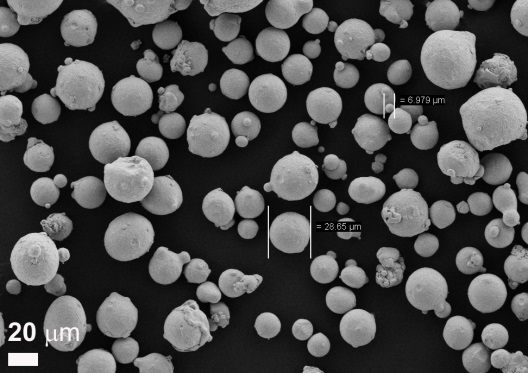 = 6.979 µm
= 28.65 µm
20 µm